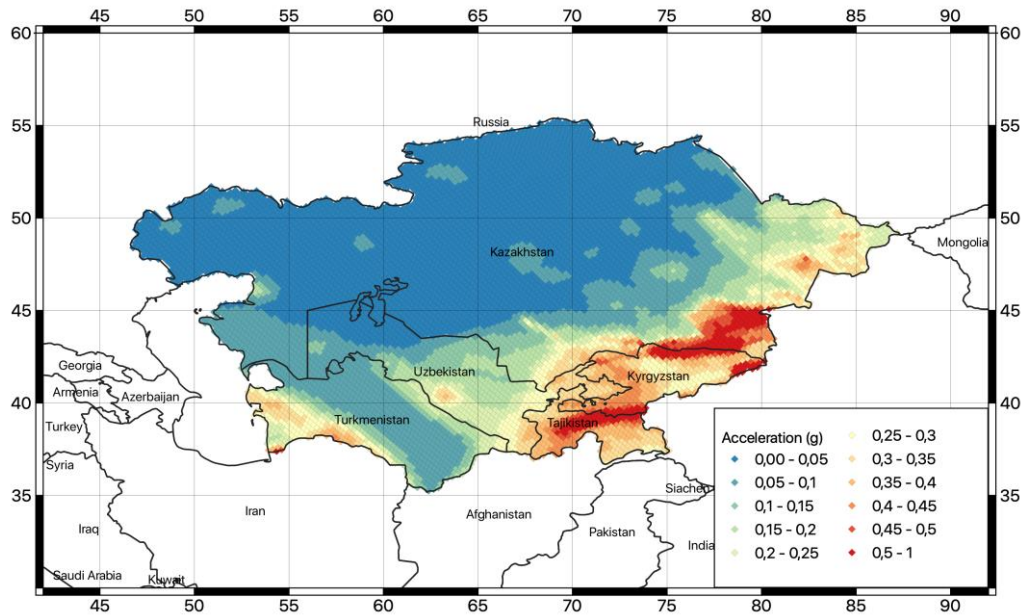 45 50 55 60 65 70 75 80 85 90
60 60
Russia
55 55
50 50
Mongolia
Kazakhstan
45 45
Georgia
Uzbekistan
Kyrgyzstan
Armenia
Azerbaijan
40 40
Turkey
Turkmenistan
Tajikistan
Acceleration (g)
0,00 - 0,05
0,05 - 0,1
0,1 - 0,15
0,15 - 0,2
0,2 - 0,25
0,25 - 0,3
0,3 - 0,35
0,35 - 0,4
0,4 - 0,45
0,45 - 0,5
0,5 - 1
Syria
35 35
Siachen
Iran
Afghanistan
Iraq
Pakistan
India
Saudi Arabia
Kuwait
45 50 55 60 65 70 75 80 85 90